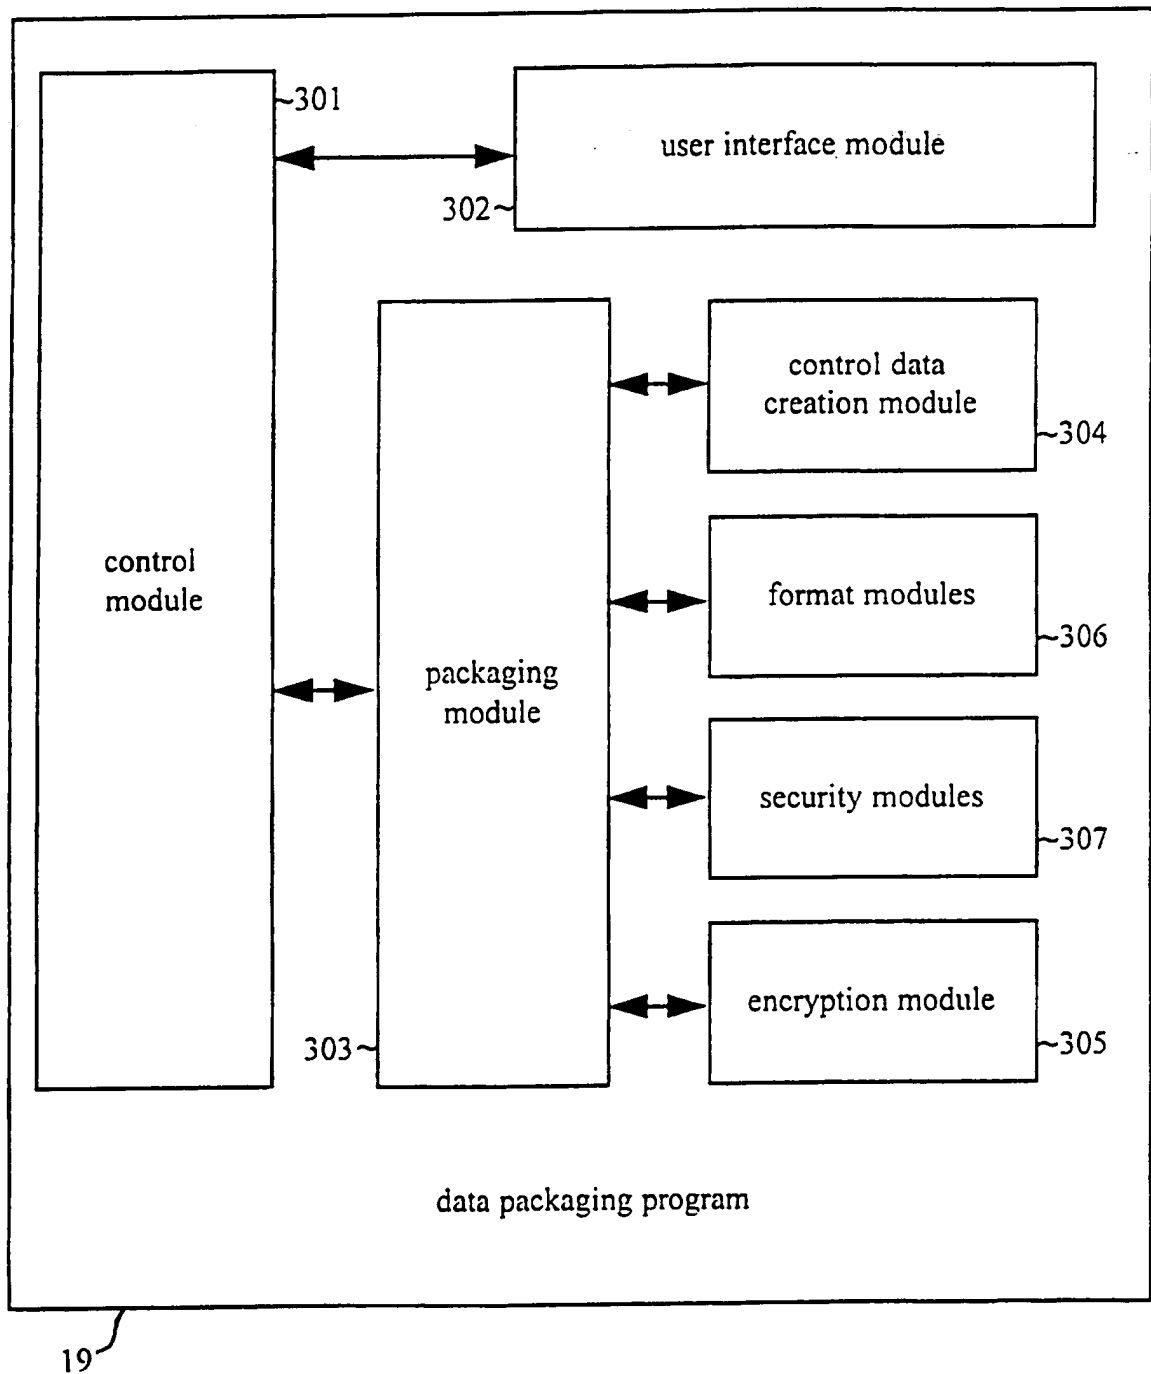 301
user interface module
302
control data
creation module
304
control
module
format modules
306
packaging
module
security modules
307
encryption module
303
305
data packaging program
19